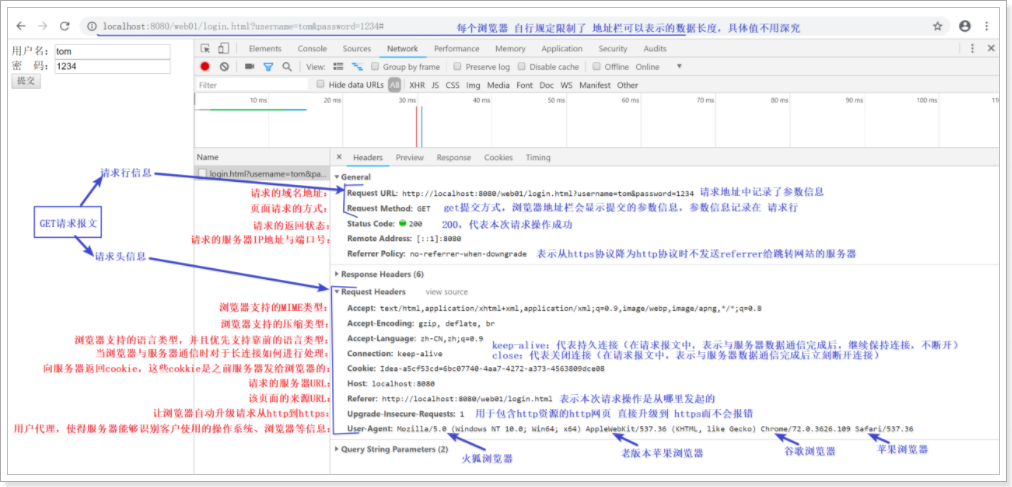 localhost:8080/web01/login.html?username=tom&password=1234#
每个浏览器 自行规定限制了 地址栏可以表示的数据长度，具体值不用深究
用户名： tom
密 码： 1234
提交
Elements Console Sources Network Performance Memory Application Security Audits
View: Group by frame Preserve log Disable cache Offline Online
Filter Hide data URLs All XHR JS CSS Img Media Font Doc WS Manifest Other
10 ms 20 ms 30 ms 40 ms 50 ms 60 ms 70 ms 80 ms 90 ms 100 ms 110
Name
login.html?username=tom&pa...
× Headers Preview Response Cookies Timing
GET请求报文
请求行信息
请求头信息
General
请求的域名地址： Request URL: http://localhost:8080/web01/login.html?username=tom&password=1234 请求地址中记录了参数信息
页面请求的方式： Request Method: GET get提交方式，浏览器地址栏会显示提交的参数信息，参数信息记录在 请求行
请求的返回状态： Status Code: 200 200，代表本次请求操作成功
请求的服务器IP地址与端口号： Remote Address: [::1]:8080
Referrer Policy: no-referrer-when-downgrade 表示从https协议降为http协议时不发送referrer给跳转网站的服务器
Response Headers (6)
Request Headers view source
浏览器支持的MIME类型： Accept: text/html,application/xhtml+xml,application/xml;q=0.9,image/webp,image/apng,*/*;q=0.8
浏览器支持的压缩类型： Accept-Encoding: gzip, deflate, br
浏览器支持的语言类型，并且优先支持靠前的语言类型： Accept-Language: zh-CN,zh;q=0.9
keep-alive：代表持久连接（在请求报文中，表示与服务器数据通信完成后，继续保持连接，不断开）
当浏览器与服务器通信时对于长连接如何进行处理： Connection: keep-alive
close：代表关闭连接（在请求报文中，表示与服务器数据通信完成后立刻断开连接）
向服务器返回cookie，这些cokkie是之前服务器发给浏览器的： Cookie: Idea-a5cf53cd=6bc07740-4aa7-4272-a373-4563809dce08
请求的服务器URL： Host: localhost:8080
该页面的来源URL： Referer: http://localhost:8080/web01/login.html 表示本次请求操作是从哪里发起的
让浏览器自动升级请求从http到https： Upgrade-Insecure-Requests: 1 用于包含http资源的http网页 直接升级到 https而不会报错
用户代理，使得服务器能够识别客户使用的操作系统、浏览器等信息： User-Agent: Mozilla/5.0 (Windows NT 10.0; Win64; x64) AppleWebKit/537.36 (KHTML, like Gecko) Chrome/72.0.3626.109 Safari/537.36
Query String Parameters (2)
火狐浏览器 老版本苹果浏览器 谷歌浏览器 苹果浏览器